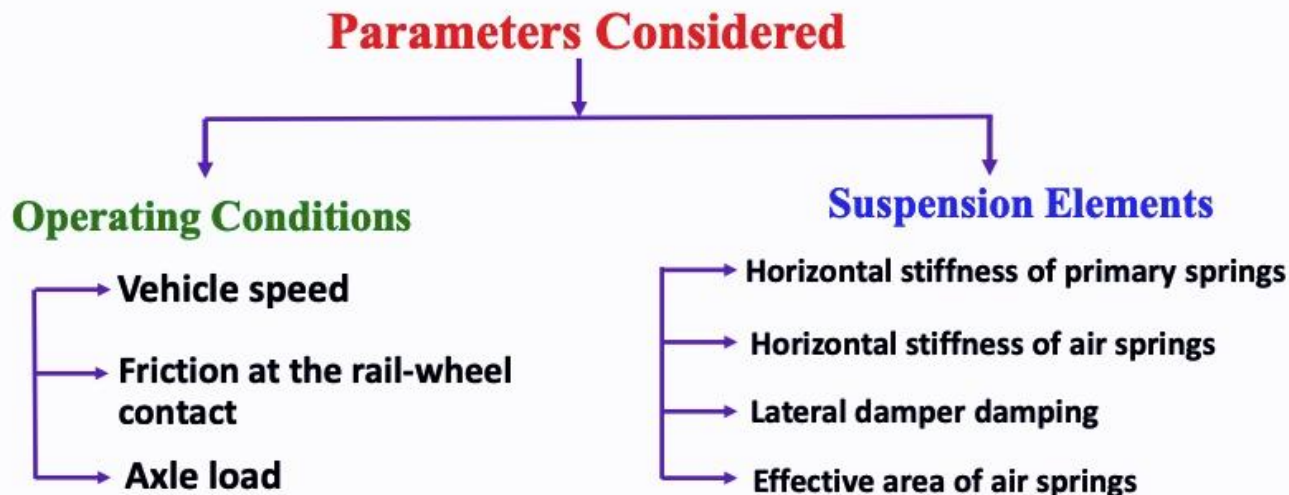 Parameters Considered
Operating Conditions
Vehicle speed
Friction at the rail-wheel
contact
Axle load
Suspension Elements
Horizontal stiffness of primary springs
Horizontal stiffness of air springs
Lateral damper damping
Effective area of air springs